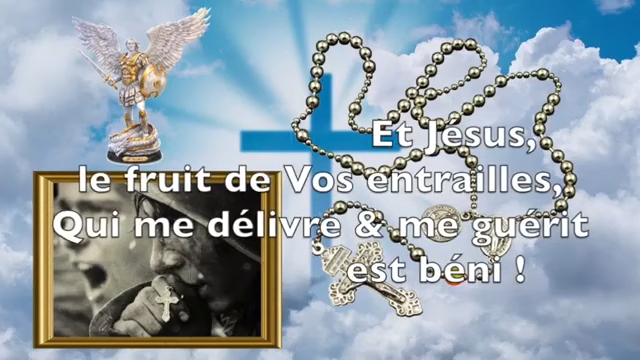 Et Jésus,
le fruit de Vos entrailles,
Qui me délivre & me guérit
est béni !